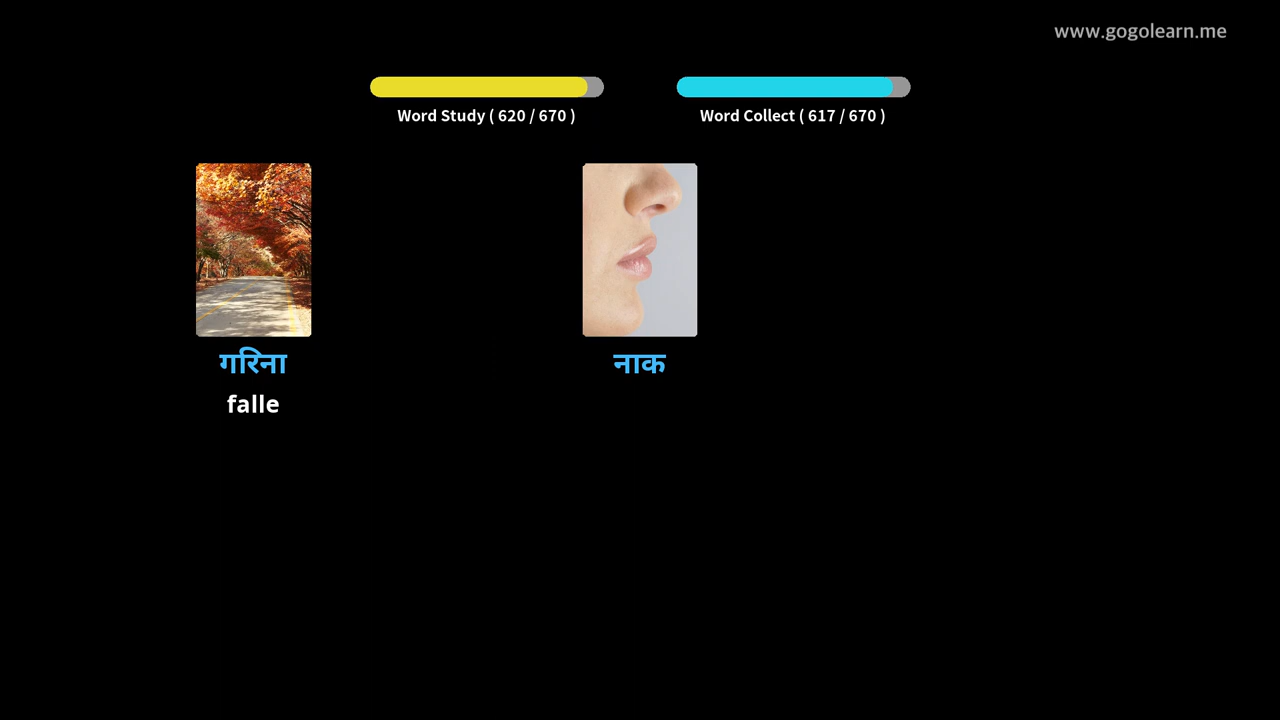 www.gogolearn.me
Word Study ( 620 / 670 )
Word Collect ( 617 / 670 )
गरिना
falle
नाक